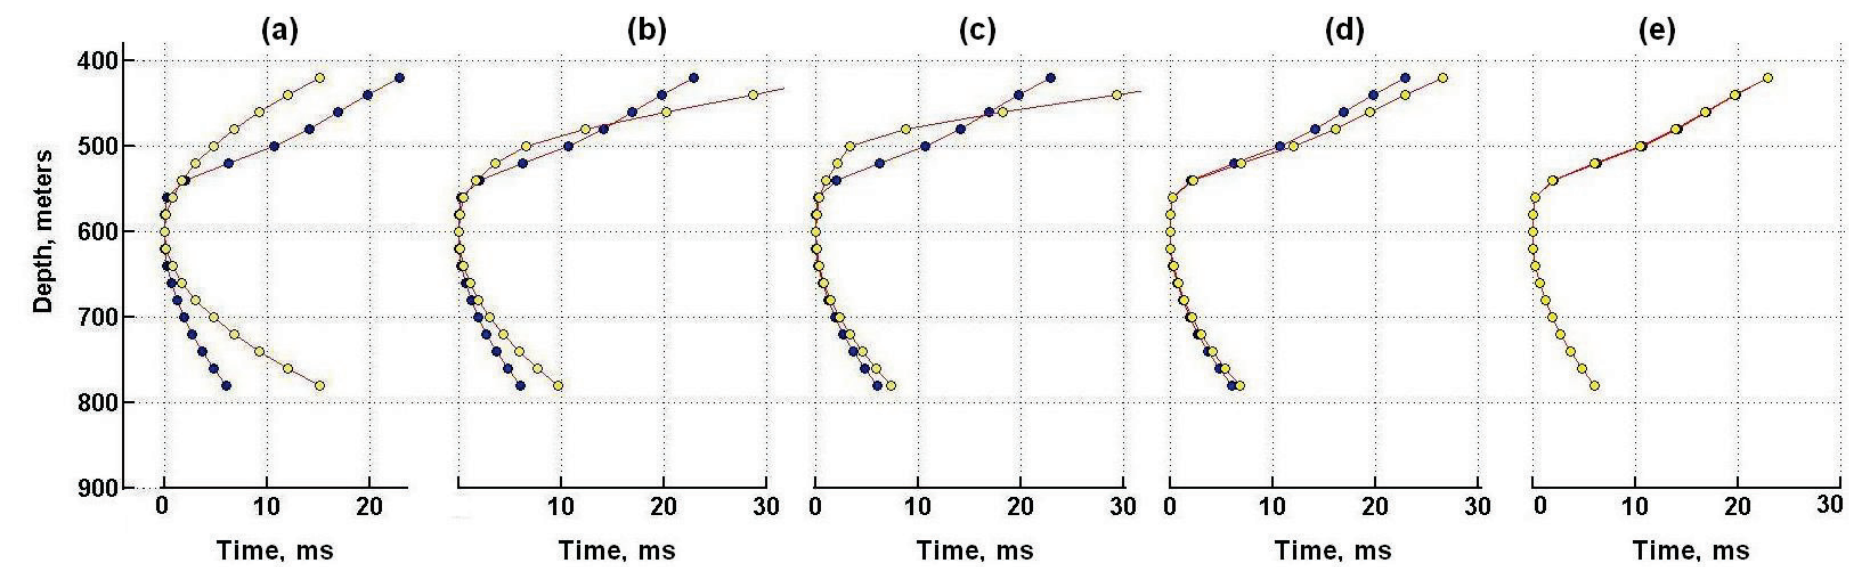 (a) (b) (c) (d) (e)
400
500
600
700
800
900
Depth, meters
0 10 20 10 20 30 0 10 20 30 0 10 20 30 0 10 20 30
Time, ms Time, ms Time, ms Time, ms Time, ms